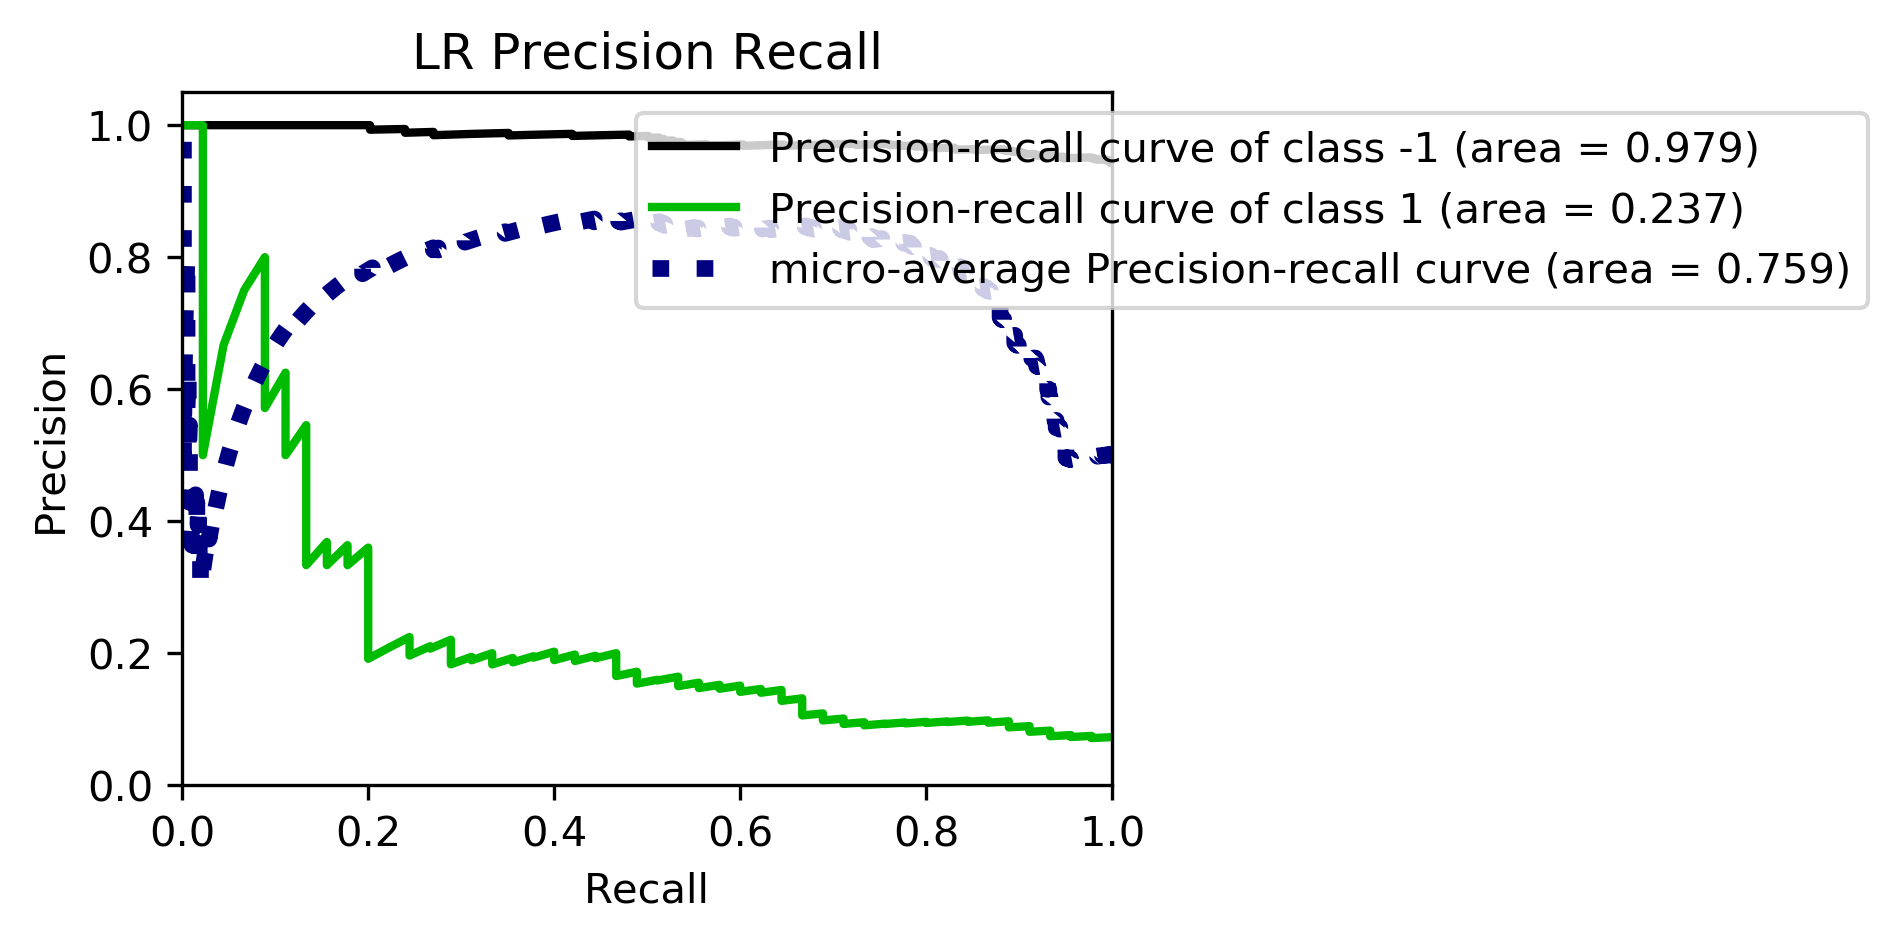 LR Precision Recall
Precision-recall curve of class -1 (area = 0.979)
Precision-recall curve of class 1 (area = 0.237)
micro-average Precision-recall curve (area = 0.759)
Precision
1.0
0.8
0.6
0.4
0.2
0.0
0.0 0.2 0.4 0.6 0.8 1.0
Recall